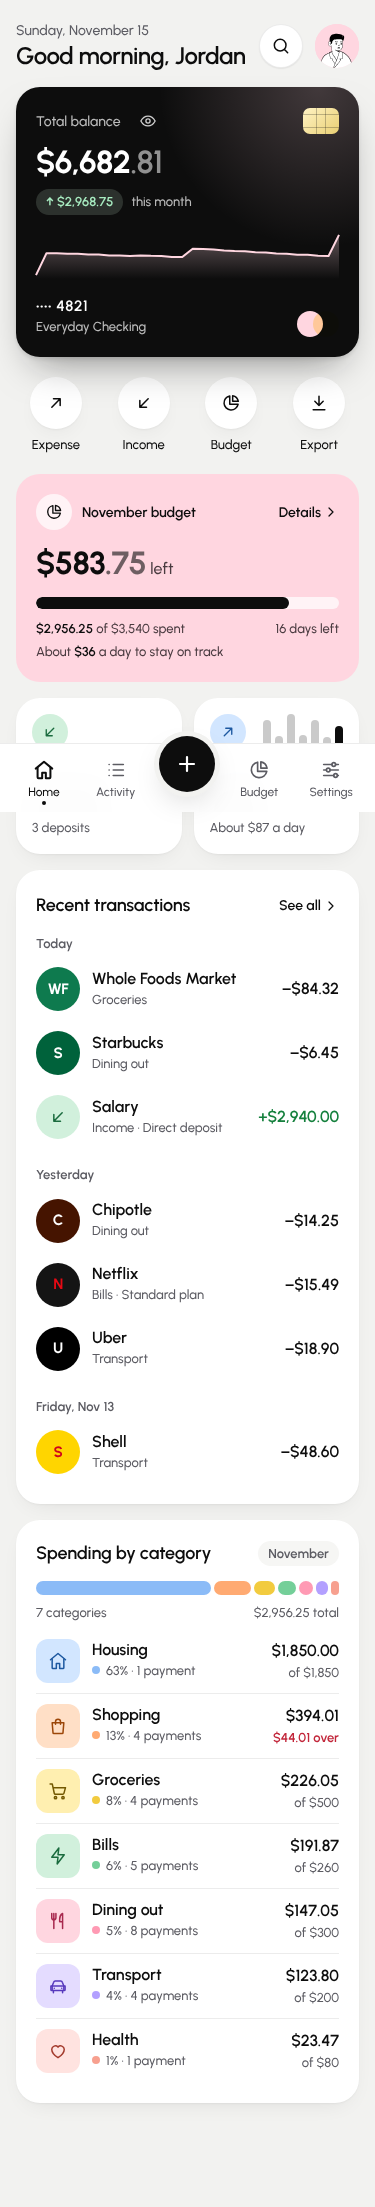 Sunday, November 15
Good morning, Jordan
Total balance
$6,682.81
↑ $2,968.75 this month
•••• 4821
Everyday Checking
Expense Income Budget Export
November budget Details
$583.75 left
$2,956.25 of $3,540 spent 16 days left
About $36 a day to stay on track
Home Activity Budget Settings
3 deposits About $87 a day
Recent transactions See all
Today
WF Whole Foods Market −$84.32
Groceries
S Starbucks −$6.45
Dining out
Salary +$2,940.00
Income · Direct deposit
Yesterday
C Chipotle −$14.25
Dining out
N Netflix −$15.49
Bills · Standard plan
U Uber −$18.90
Transport
Friday, Nov 13
S Shell −$48.60
Transport
Spending by category November
7 categories $2,956.25 total
Housing $1,850.00
63% · 1 payment of $1,850
Shopping $394.01
13% · 4 payments $44.01 over
Groceries $226.05
8% · 4 payments of $500
Bills $191.87
6% · 5 payments of $260
Dining out $147.05
5% · 8 payments of $300
Transport $123.80
4% · 4 payments of $200
Health $23.47
1% · 1 payment of $80